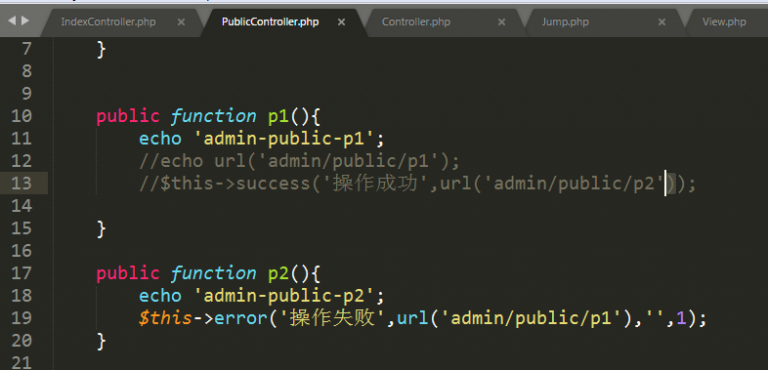 IndexController.php × PublicController.php × Controller.php × Jump.php × View.php
7 }
8
9
10 public function p1(){
11 echo 'admin-public-p1';
12 //echo url('admin/public/p1');
13 //$this->success('操作成功',url('admin/public/p2'));
14
15 }
16
17 public function p2(){
18 echo 'admin-public-p2';
19 $this->error('操作失败',url('admin/public/p1'),'',1);
20 }
21